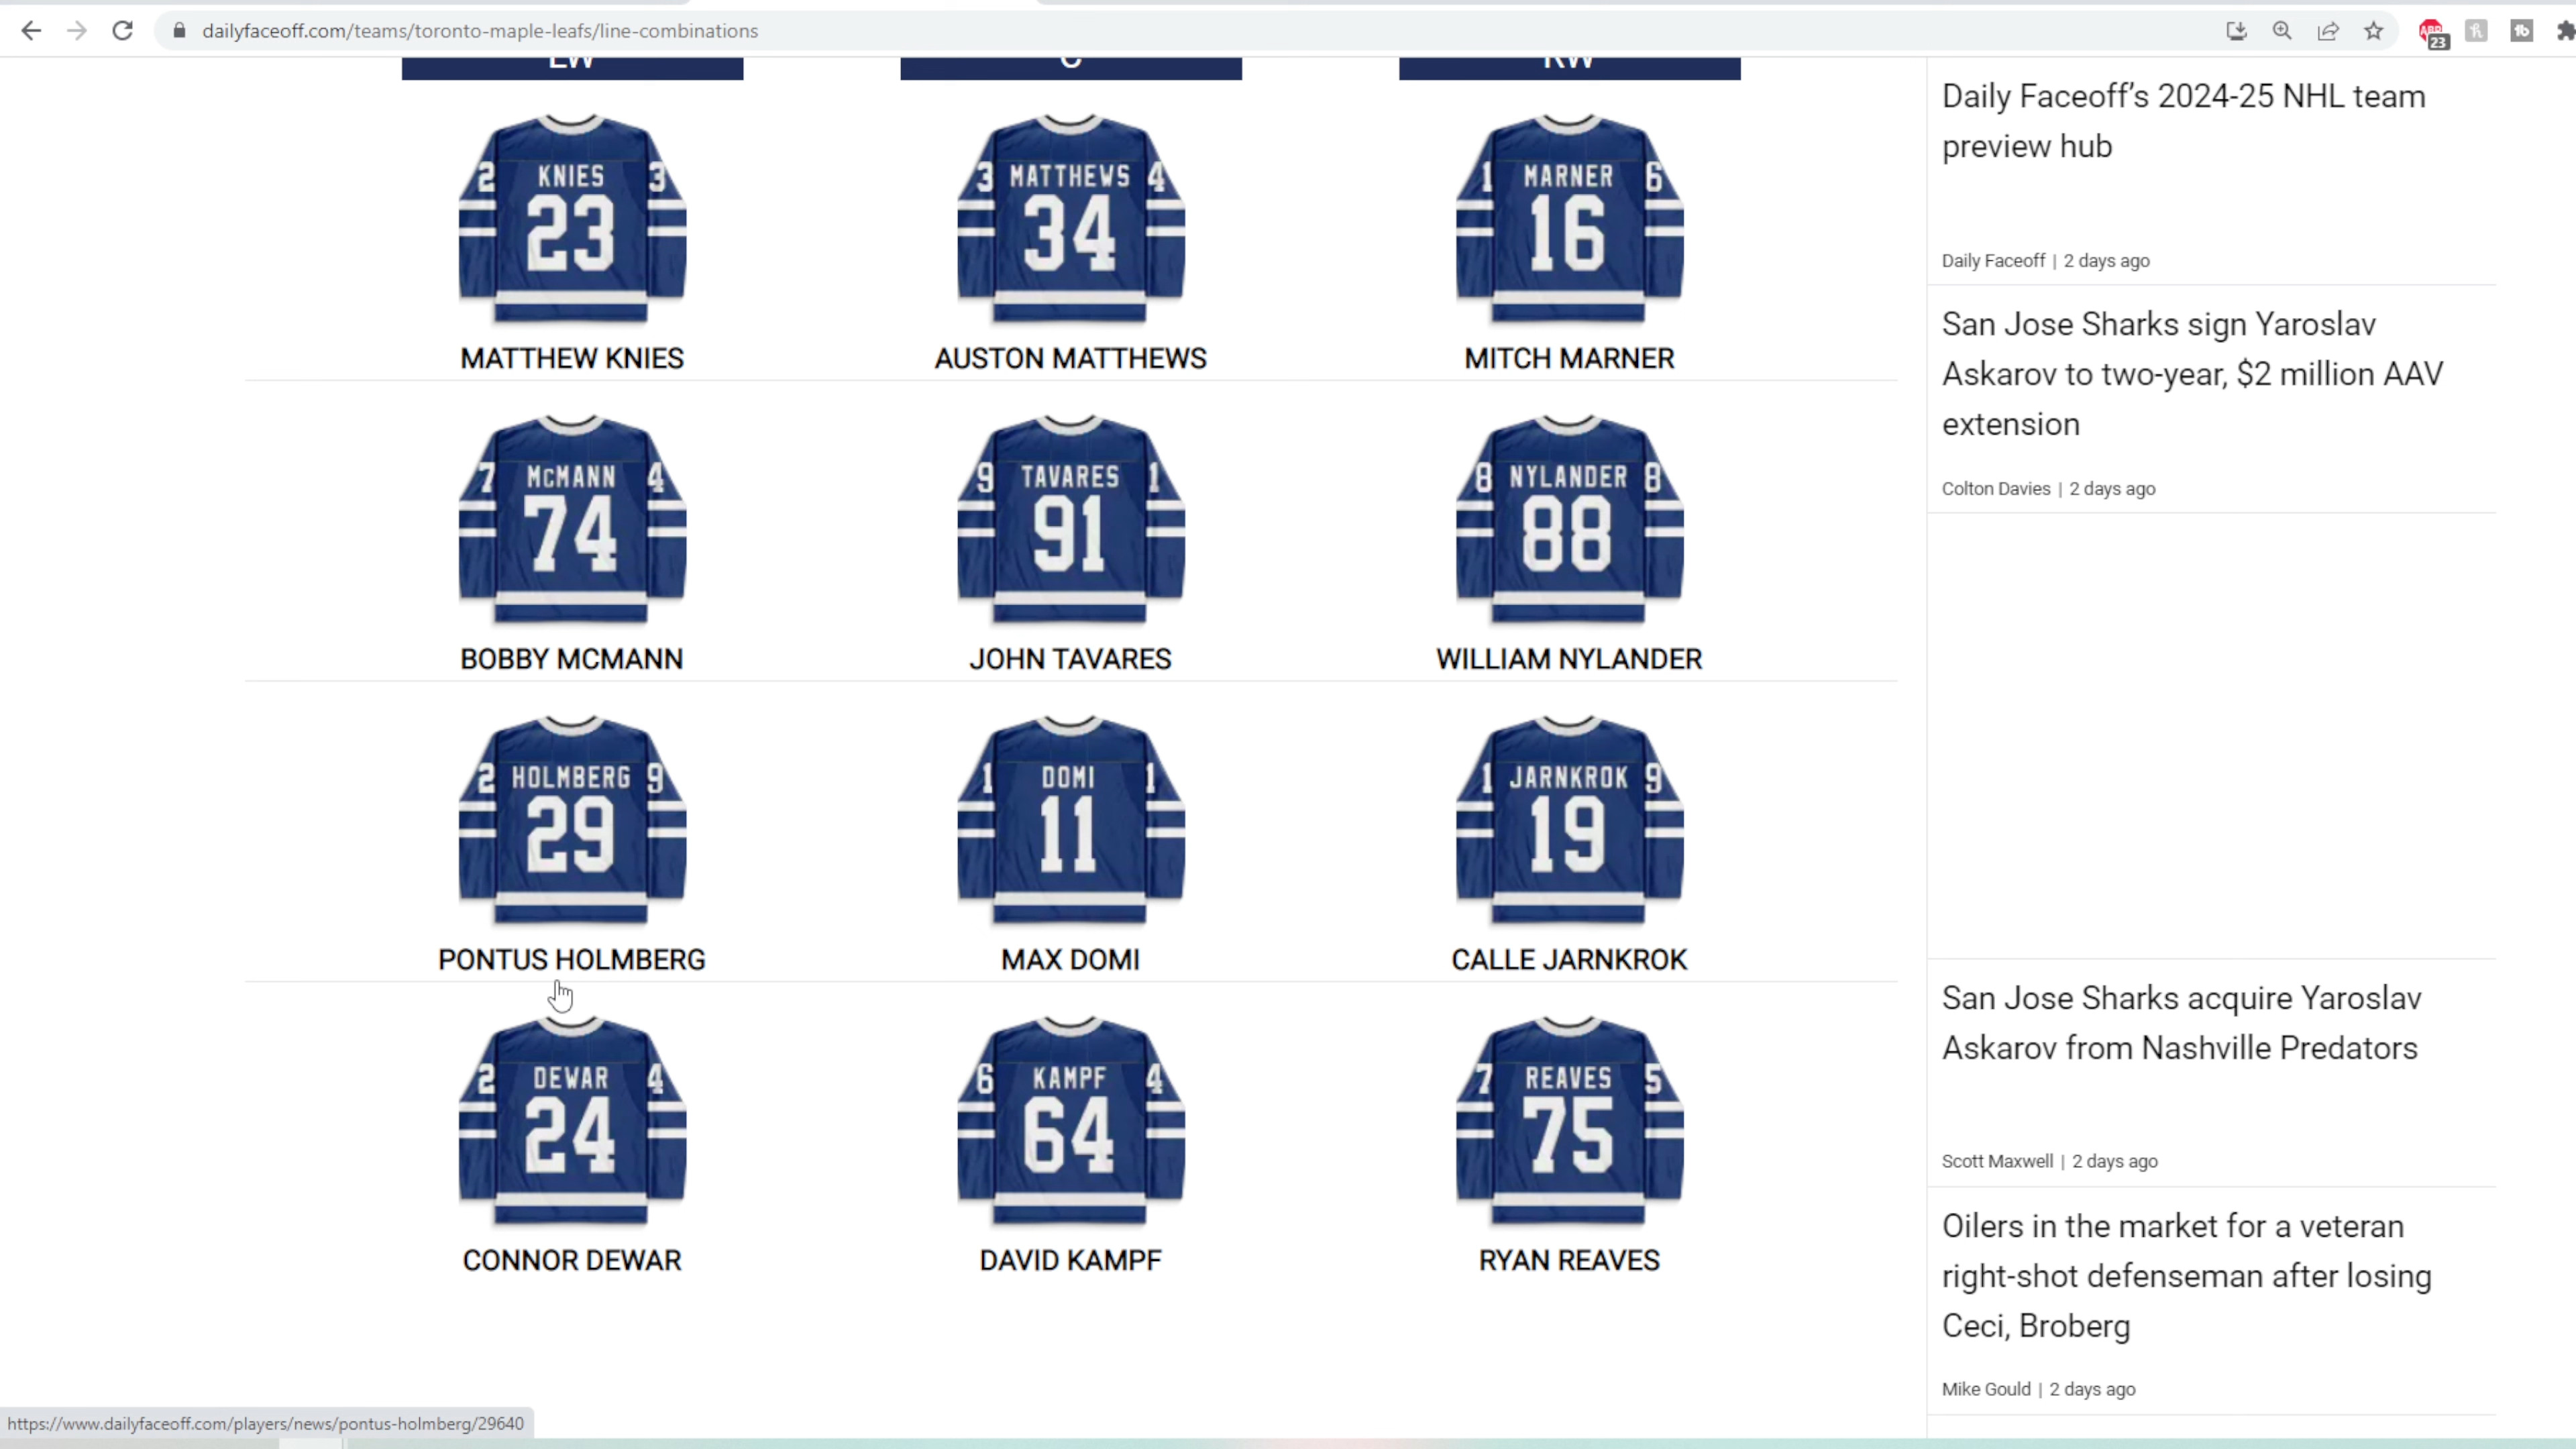 dailyfaceoff.com/teams/toronto-maple-leafs/line-combinations
23
LW
C
RW
2 KNIES 3
23
3 MATTHEWS 4
34
1 MARNER 6
16
MATTHEW KNIES
AUSTON MATTHEWS
MITCH MARNER
7 McMANN 4
74
9 TAVARES 1
91
8 NYLANDER 8
88
BOBBY MCMANN
JOHN TAVARES
WILLIAM NYLANDER
2 HOLMBERG 9
29
1 DOMI 1
11
1 JARNKROK 9
19
PONTUS HOLMBERG
MAX DOMI
CALLE JARNKROK
2 DEWAR 4
24
6 KAMPF 4
64
7 REAVES 5
75
CONNOR DEWAR
DAVID KAMPF
RYAN REAVES
Daily Faceoff’s 2024-25 NHL team
preview hub
Daily Faceoff | 2 days ago
San Jose Sharks sign Yaroslav
Askarov to two-year, $2 million AAV
extension
Colton Davies | 2 days ago
San Jose Sharks acquire Yaroslav
Askarov from Nashville Predators
Scott Maxwell | 2 days ago
Oilers in the market for a veteran
right-shot defenseman after losing
Ceci, Broberg
Mike Gould | 2 days ago
https://www.dailyfaceoff.com/players/news/pontus-holmberg/29640